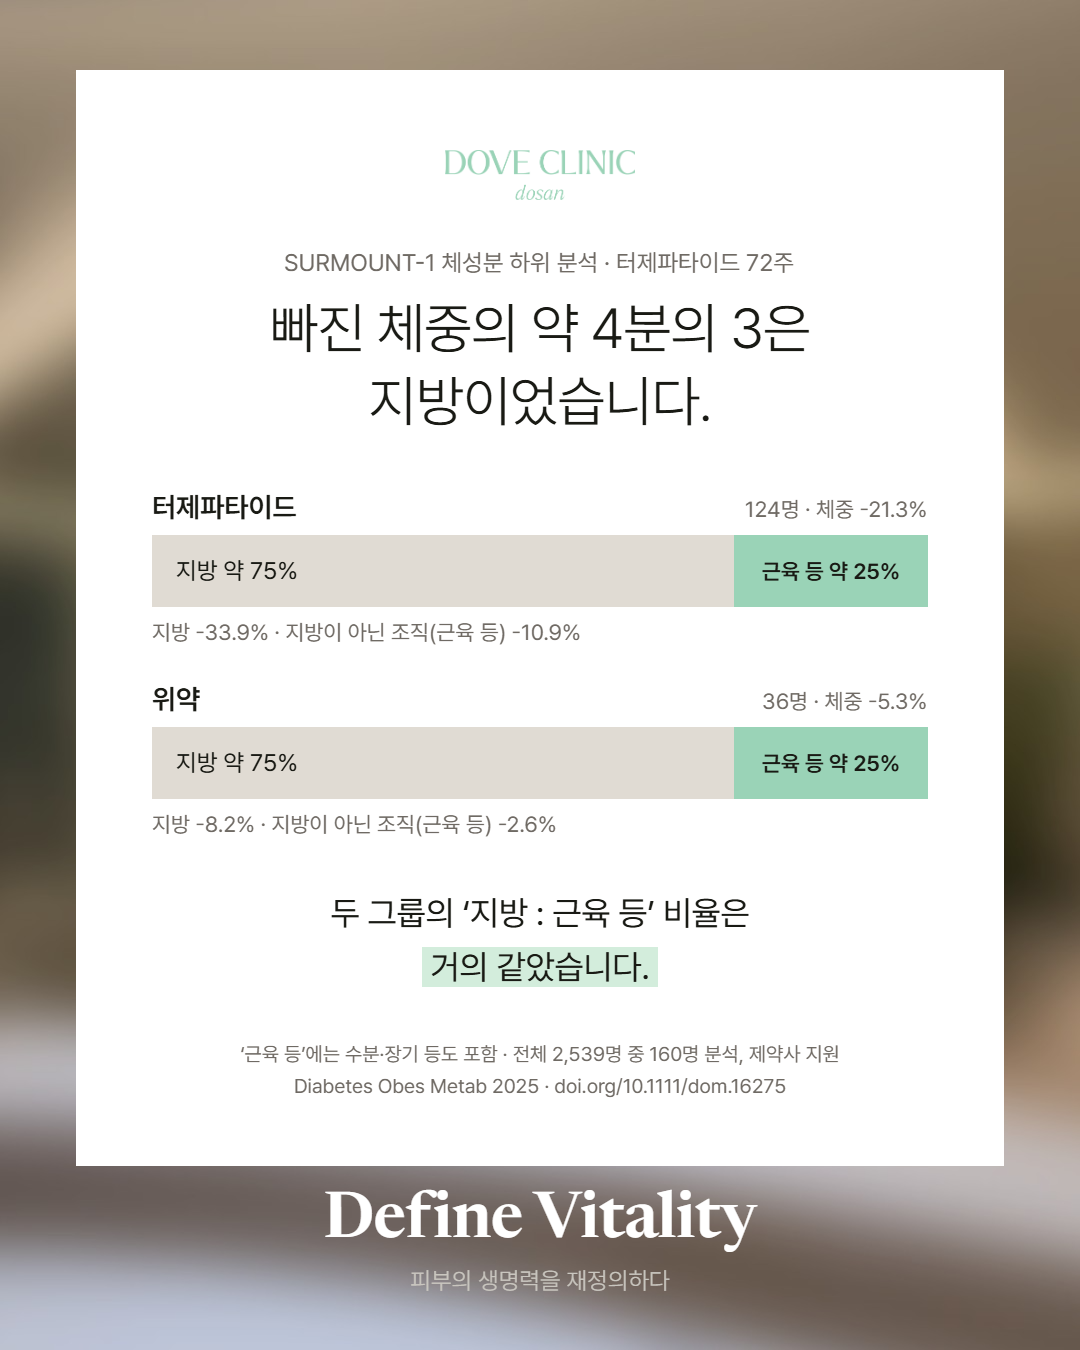 DOVE CLINIC
dosan
SURMOUNT-1 체성분 하위 분석 · 터제파타이드 72주
빠진 체중의 약 4분의 3은
지방이었습니다.
터제파타이드
124명 · 체중 -21.3%
지방 약 75%
근육 등 약 25%
지방 -33.9% · 지방이 아닌 조직(근육 등) -10.9%
위약
36명 · 체중 -5.3%
지방 약 75%
근육 등 약 25%
지방 -8.2% · 지방이 아닌 조직(근육 등) -2.6%
두 그룹의 ‘지방 : 근육 등’ 비율은
거의 같았습니다.
‘근육 등’에는 수분·장기 등도 포함 · 전체 2,539명 중 160명 분석, 제약사 지원
Diabetes Obes Metab 2025 · doi.org/10.1111/dom.16275
Define Vitality
피부의 생명력을 재정의하다